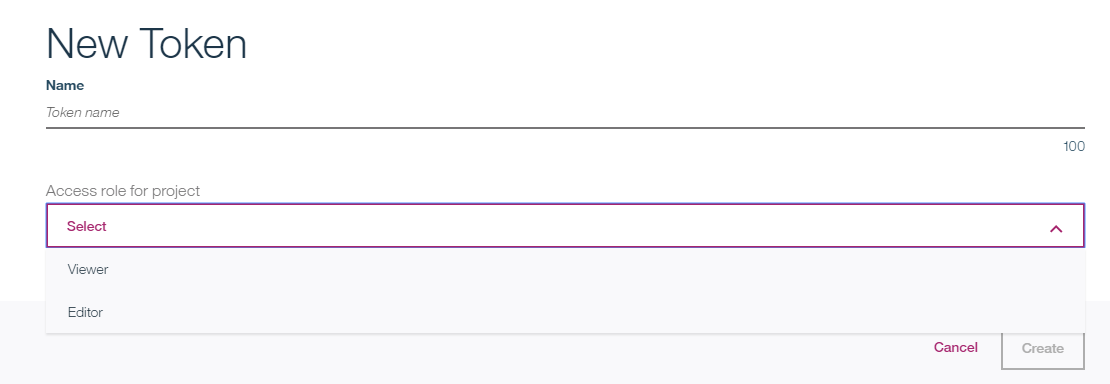 New Token
Name
Token name
100
Access role for project
Select
Viewer
Editor
Cancel
Create